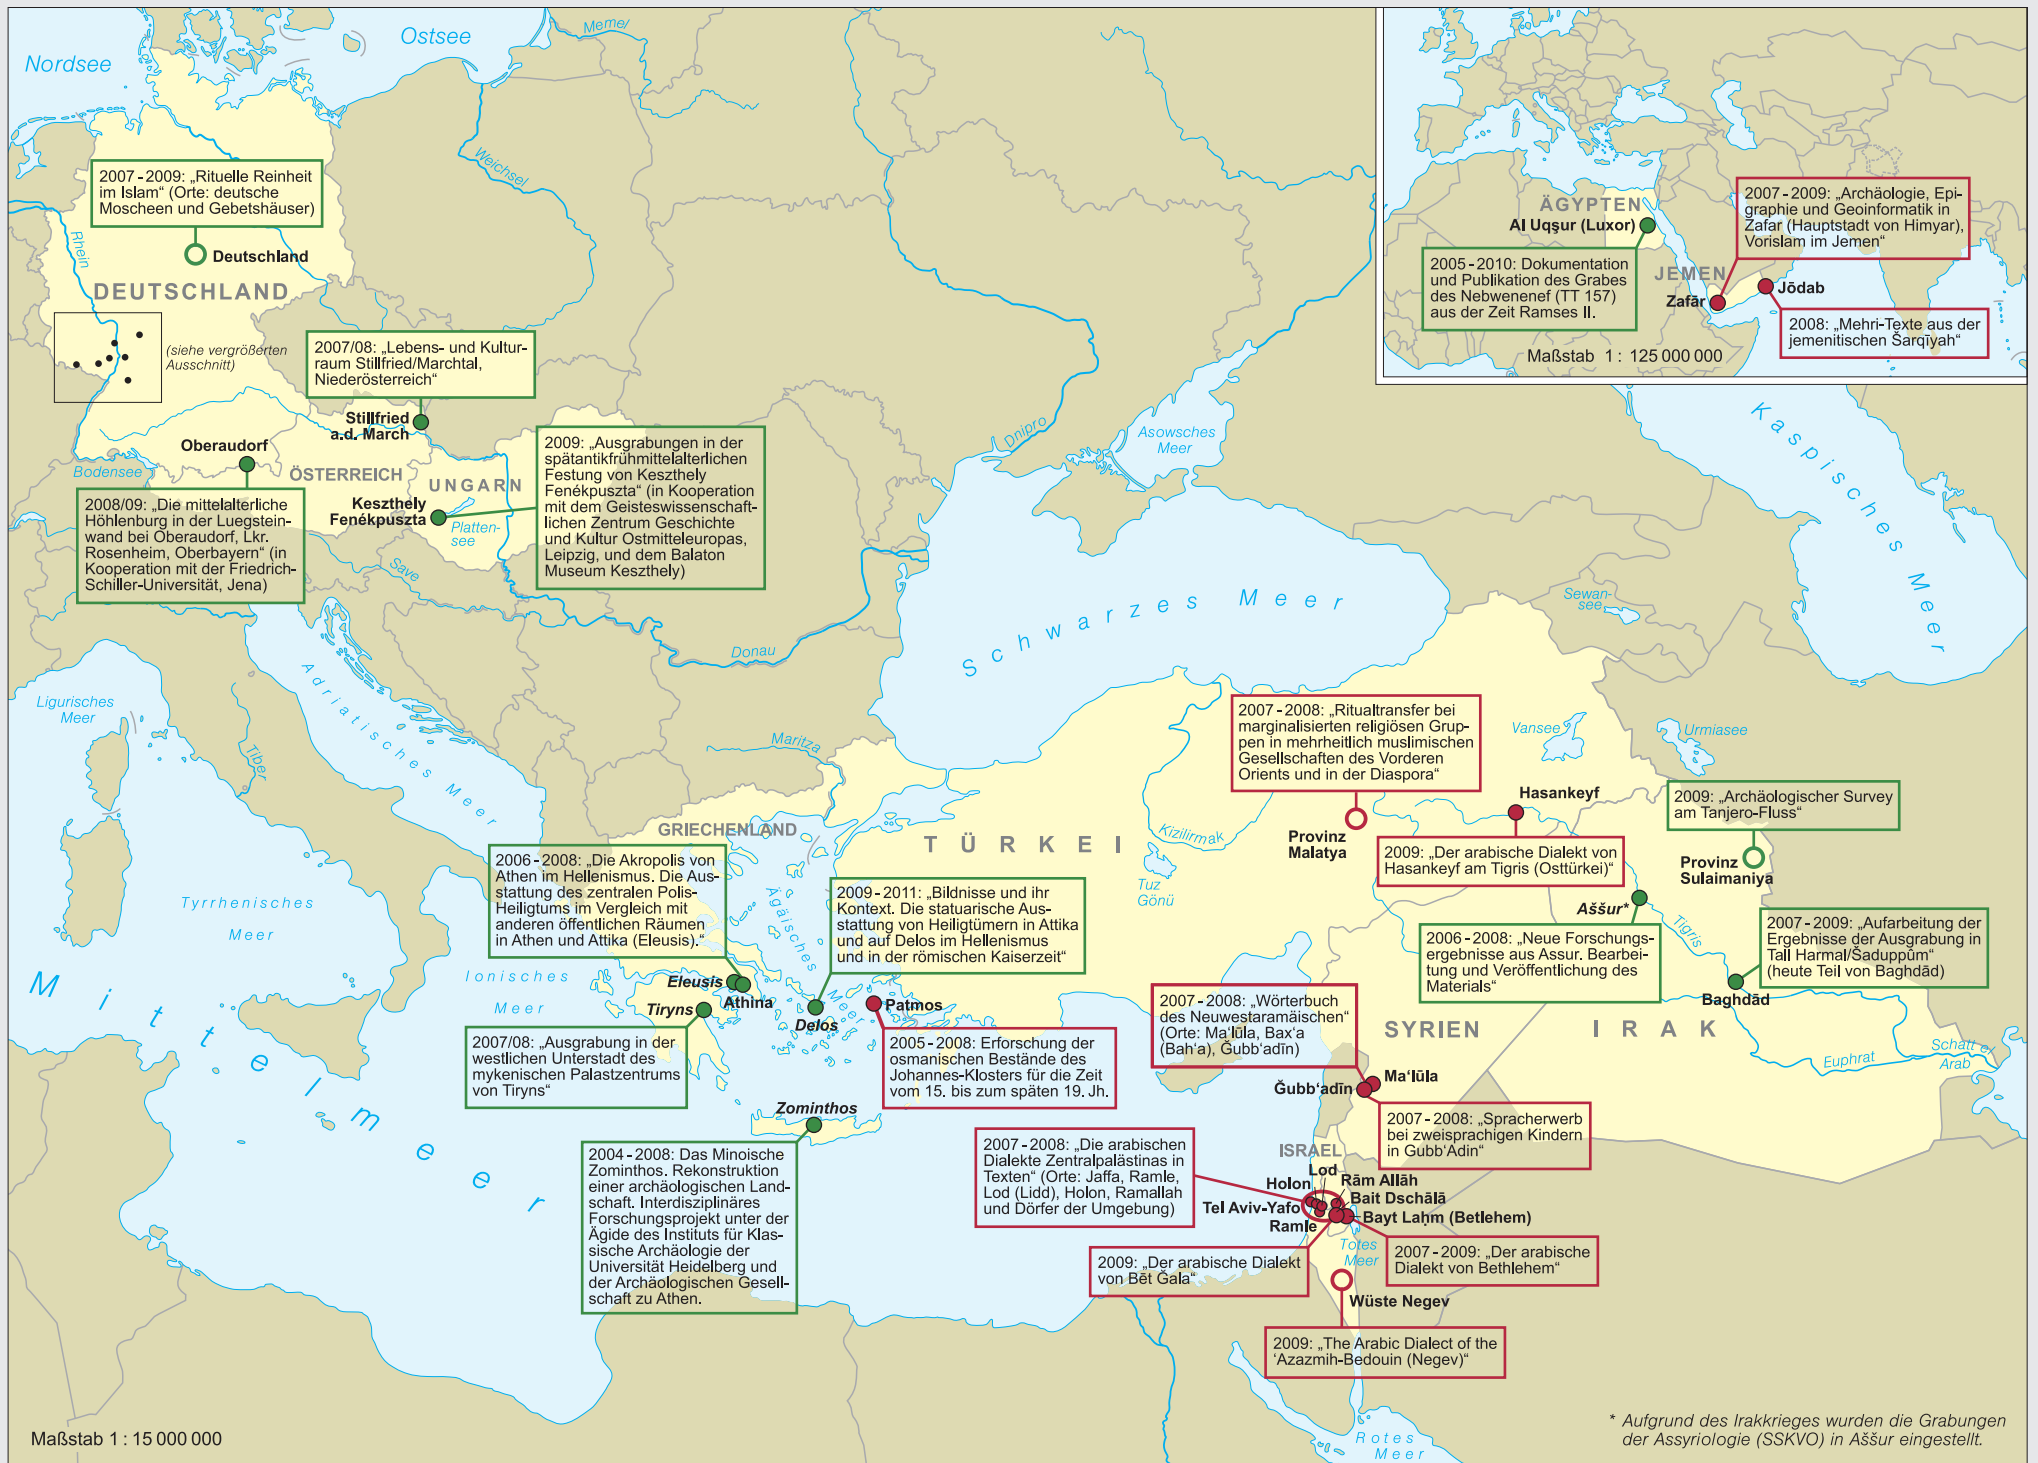 Nordsee
Ostsee
Memel
Weichsel
Rhein
2007 - 2009: „Rituelle Reinheit
im Islam“ (Orte: deutsche
Moscheen und Gebetshäuser)
Deutschland
DEUTSCHLAND
(siehe vergrößerten
Ausschnitt)
2007/08: „Lebens- und Kultur-
raum Stillfried/Marchtal,
Niederösterreich“
Stillfried
a.d. March
Oberaudorf
Bodensee
ÖSTERREICH
UNGARN
Keszthely
Fenékpuszta
Platten-
see
2008/09: „Die mittelalterliche
Höhlenburg in der Luegstein-
wand bei Oberaudorf, Lkr.
Rosenheim, Oberbayern“ (in
Kooperation mit der Friedrich-
Schiller-Universität, Jena)
2009: „Ausgrabungen in der
spätantikfrühmittelalterlichen
Festung von Keszthely
Fenékpuszta“ (in Kooperation
mit dem Geisteswissenschaft-
lichen Zentrum Geschichte
und Kultur Ostmitteleuropas,
Leipzig, und dem Balaton
Museum Keszthely)
Save
Donau
Dnipro
Asowsches
Meer
Schwarzes Meer
Kaspisches Meer
Sewan-
see
ÄGYPTEN
Al Uqşur (Luxor)
2005 - 2010: Dokumentation
und Publikation des Grabes
des Nebwenenef (TT 157)
aus der Zeit Ramses II.
2007 - 2009: „Archäologie, Epi-
graphie und Geoinformatik in
Zafar (Hauptstadt von Himyar),
Vorislam im Jemen“
JEMEN
Zafār
Jōdab
2008: „Mehri-Texte aus der
jemenitischen Šarqīyah“
Maßstab 1 : 125 000 000
Ligurisches
Meer
Tiber
Adriatisches Meer
Maritza
Tyrrhenisches
Meer
Mittelmeer
Ionisches
Meer
Ägäisches Meer
GRIECHENLAND
2006 - 2008: „Die Akropolis von
Athen im Hellenismus. Die Aus-
stattung des zentralen Polis-
Heiligtums im Vergleich mit
anderen öffentlichen Räumen
in Athen und Attika (Eleusis).“
2009 - 2011: „Bildnisse und ihr
Kontext. Die statuarische Aus-
stattung von Heiligtümern in Attika
und auf Delos im Hellenismus
und in der römischen Kaiserzeit“
Eleusis
Athina
Tiryns
Delos
Patmos
2007/08: „Ausgrabung in der
westlichen Unterstadt des
mykenischen Palastzentrums
von Tiryns“
2005 - 2008: Erforschung der
osmanischen Bestände des
Johannes-Klosters für die Zeit
vom 15. bis zum späten 19. Jh.
Zominthos
2004 - 2008: Das Minoische
Zominthos. Rekonstruktion
einer archäologischen Land-
schaft. Interdisziplinäres
Forschungsprojekt unter der
Ägide des Instituts für Klas-
sische Archäologie der
Universität Heidelberg und
der Archäologischen Gesell-
schaft zu Athen.
TÜRKEI
Kizilirmak
Tuz
Gönü
2007 - 2008: „Ritualtransfer bei
marginalisierten religiösen Grup-
pen in mehrheitlich muslimischen
Gesellschaften des Vorderen
Orients und in der Diaspora“
Provinz
Malatya
Vansee
Urmiasee
Hasankeyf
2009: „Der arabische Dialekt von
Hasankeyf am Tigris (Osttürkei)“
2009: „Archäologischer Survey
am Tanjero-Fluss“
Provinz
Sulaimaniya
Aššur*
Tigris
2006 - 2008: „Neue Forschungs-
ergebnisse aus Assur. Bearbei-
tung und Veröffentlichung des
Materials“
2007 - 2009: „Aufarbeitung der
Ergebnisse der Ausgrabung in
Tall Harmal/Šaduppûm“
(heute Teil von Baghdād)
Baghdād
SYRIEN
IRAK
Euphrat
Schatt el
Arab
2007 - 2008: „Wörterbuch
des Neuwestaramäischen“
(Orte: Ma‘lūla, Bax‘a
(Bah‘a), Ğubb‘adīn)
Ma‘lūla
Ğubb‘adīn
2007 - 2008: „Spracherwerb
bei zweisprachigen Kindern
in Gubb‘Adin“
2007 - 2008: „Die arabischen
Dialekte Zentralpalästinas in
Texten“ (Orte: Jaffa, Ramle,
Lod (Lidd), Holon, Ramallah
und Dörfer der Umgebung)
ISRAEL
Lod
Holon
Rām Allāh
Tel Aviv-Yafo
Bait Dschālā
Ramle
Bayt Laḥm (Betlehem)
Totes
Meer
2009: „Der arabische Dialekt
von Bēt Ğala“
2007 - 2009: „Der arabische
Dialekt von Bethlehem“
Wüste Negev
2009: „The Arabic Dialect of the
‘Azazmih-Bedouin (Negev)“
Rotes
Meer
Maßstab 1 : 15 000 000
* Aufgrund des Irakkrieges wurden die Grabungen
der Assyriologie (SSKVO) in Aššur eingestellt.